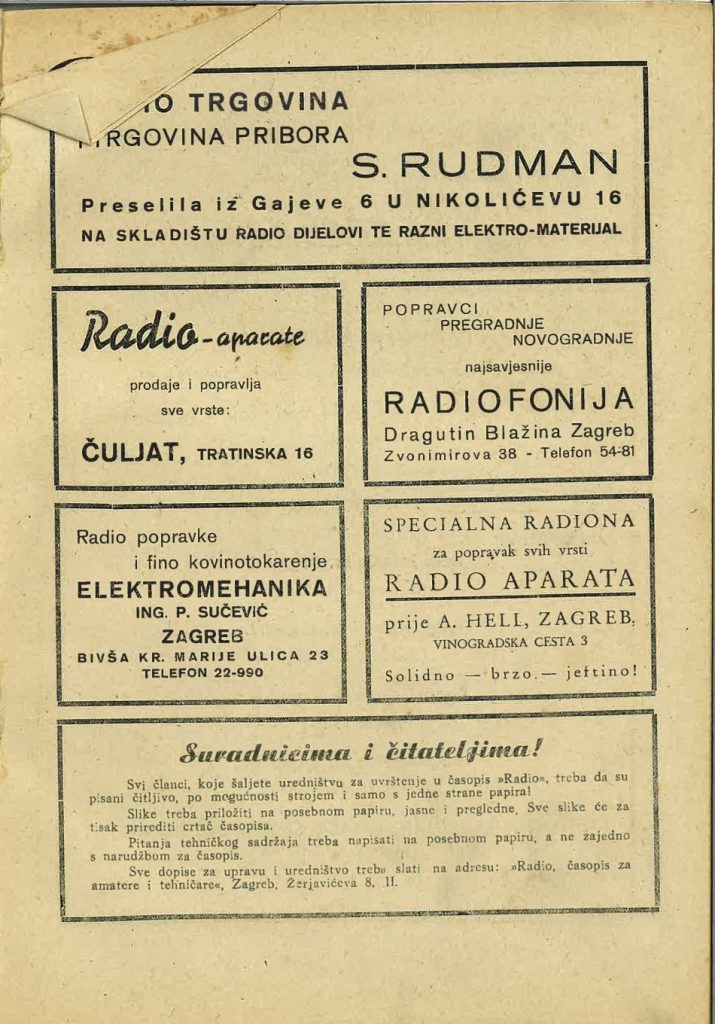 TRGOVINA
TRGOVINA PRIBORA
S. RUDMAN
Preselila iz Gajeve 6 U NIKOLIĆEVU 16
NA SKLADIŠTU RADIO DIJELOVI TE RAZNI ELEKTRO-MATERIJAL
Radio-aparate
prodaje i popravlja
sve vrste:
ČULJAT, TRATINSKA 16
POPRAVCI
PREGRADNJE
NOVOGRADNJE
najsavjesnije
RADIOFONIJA
Dragutin Blažina Zagreb
Zvonimirova 38 - Telefon 54-81
Radio popravke
i fino kovinotokarenje
ELEKTROMEHANIKA
ING. P. SUČEVIĆ
ZAGREB
BIVŠA KR. MARIJE ULICA 23
TELEFON 22-990
SPECIALNA RADIONA
za popravak svih vrsti
RADIO APARATA
prije A. HELL, ZAGREB,
VINOGRADSKA CESTA 3
Solidno — brzo — jeftino!
Suradnicima i čitateljima!
Svi članci, koje šaljete uredništvu za uvrštenje u časopis »Radio«, treba da su
pisani čitljivo, po mogućnosti strojem i samo s jedne strane papira!
Slike treba priložiti na posebnom papiru, jasne i pregledne. Sve slike će za
tisak prirediti crtač časopisa.
Pitanja tehničkog sadržaja treba napisati na posebnom papiru, a ne zajedno
s narudžbom za časopis.
Sve dopise za upravu i uredništvo treba slati na adresu: »Radio, časopis za
amatere i tehničare«, Zagreb, Žerjavićeva 8, II.